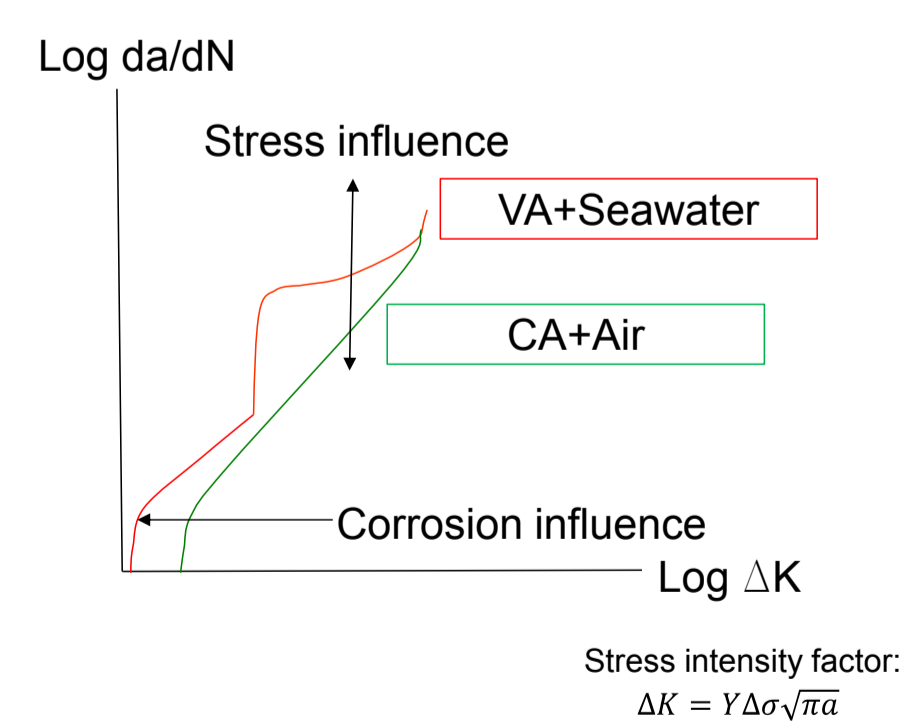 Log da/dN
Stress influence
VA+Seawater
CA+Air
Corrosion influence
Log ΔK
Stress intensity factor:
ΔK = YΔσ√πa